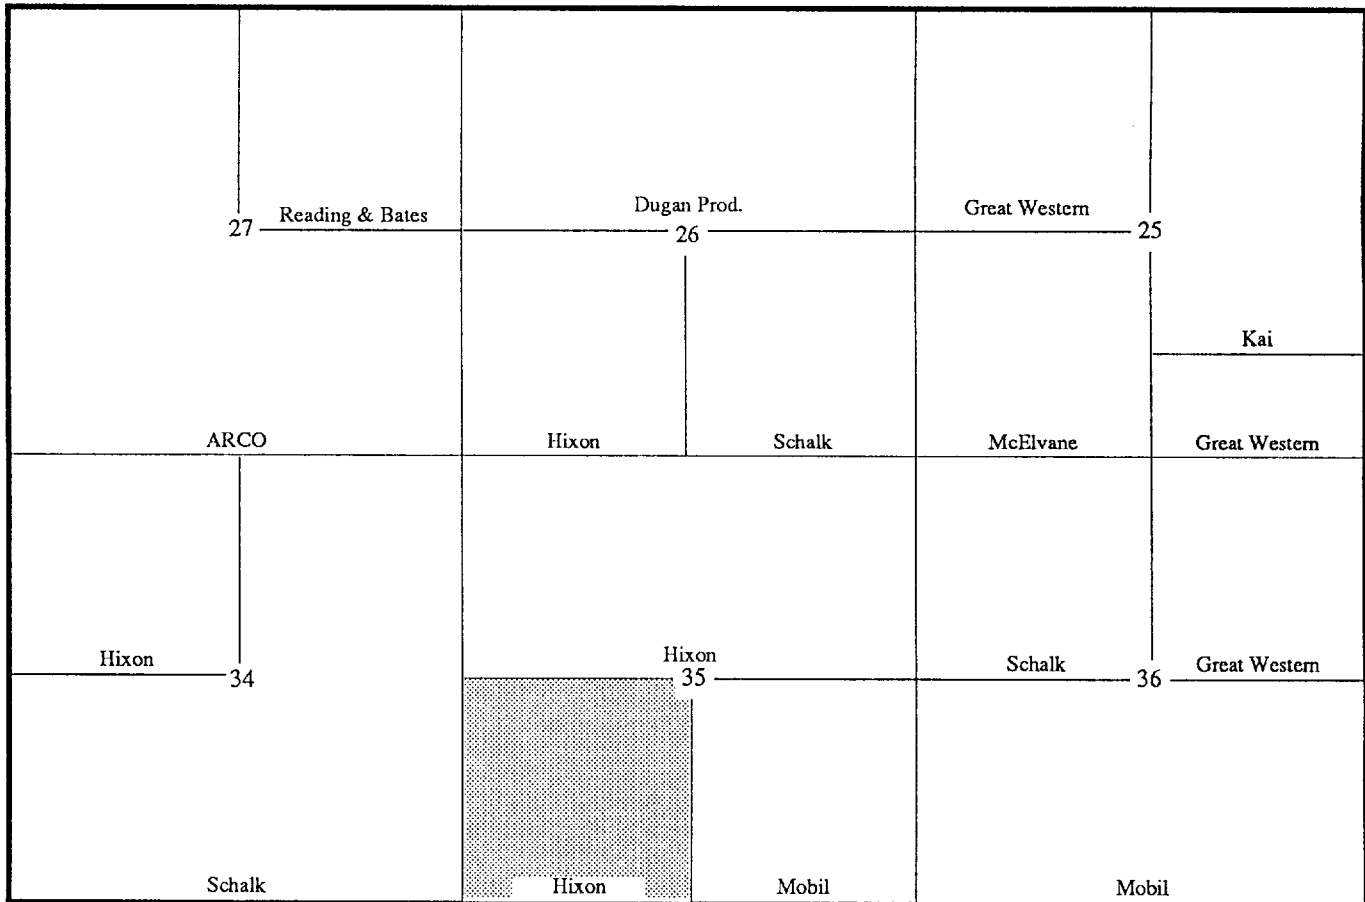 Dugan Prod.
Great Western
Reading & Bates
27
26
25
Kai
ARCO
Hixon
Schalk
McElvane
Great Western
Hixon
Hixon
Schalk
Great Western
34
35
36
Schalk
Hixon
Mobil
Mobil